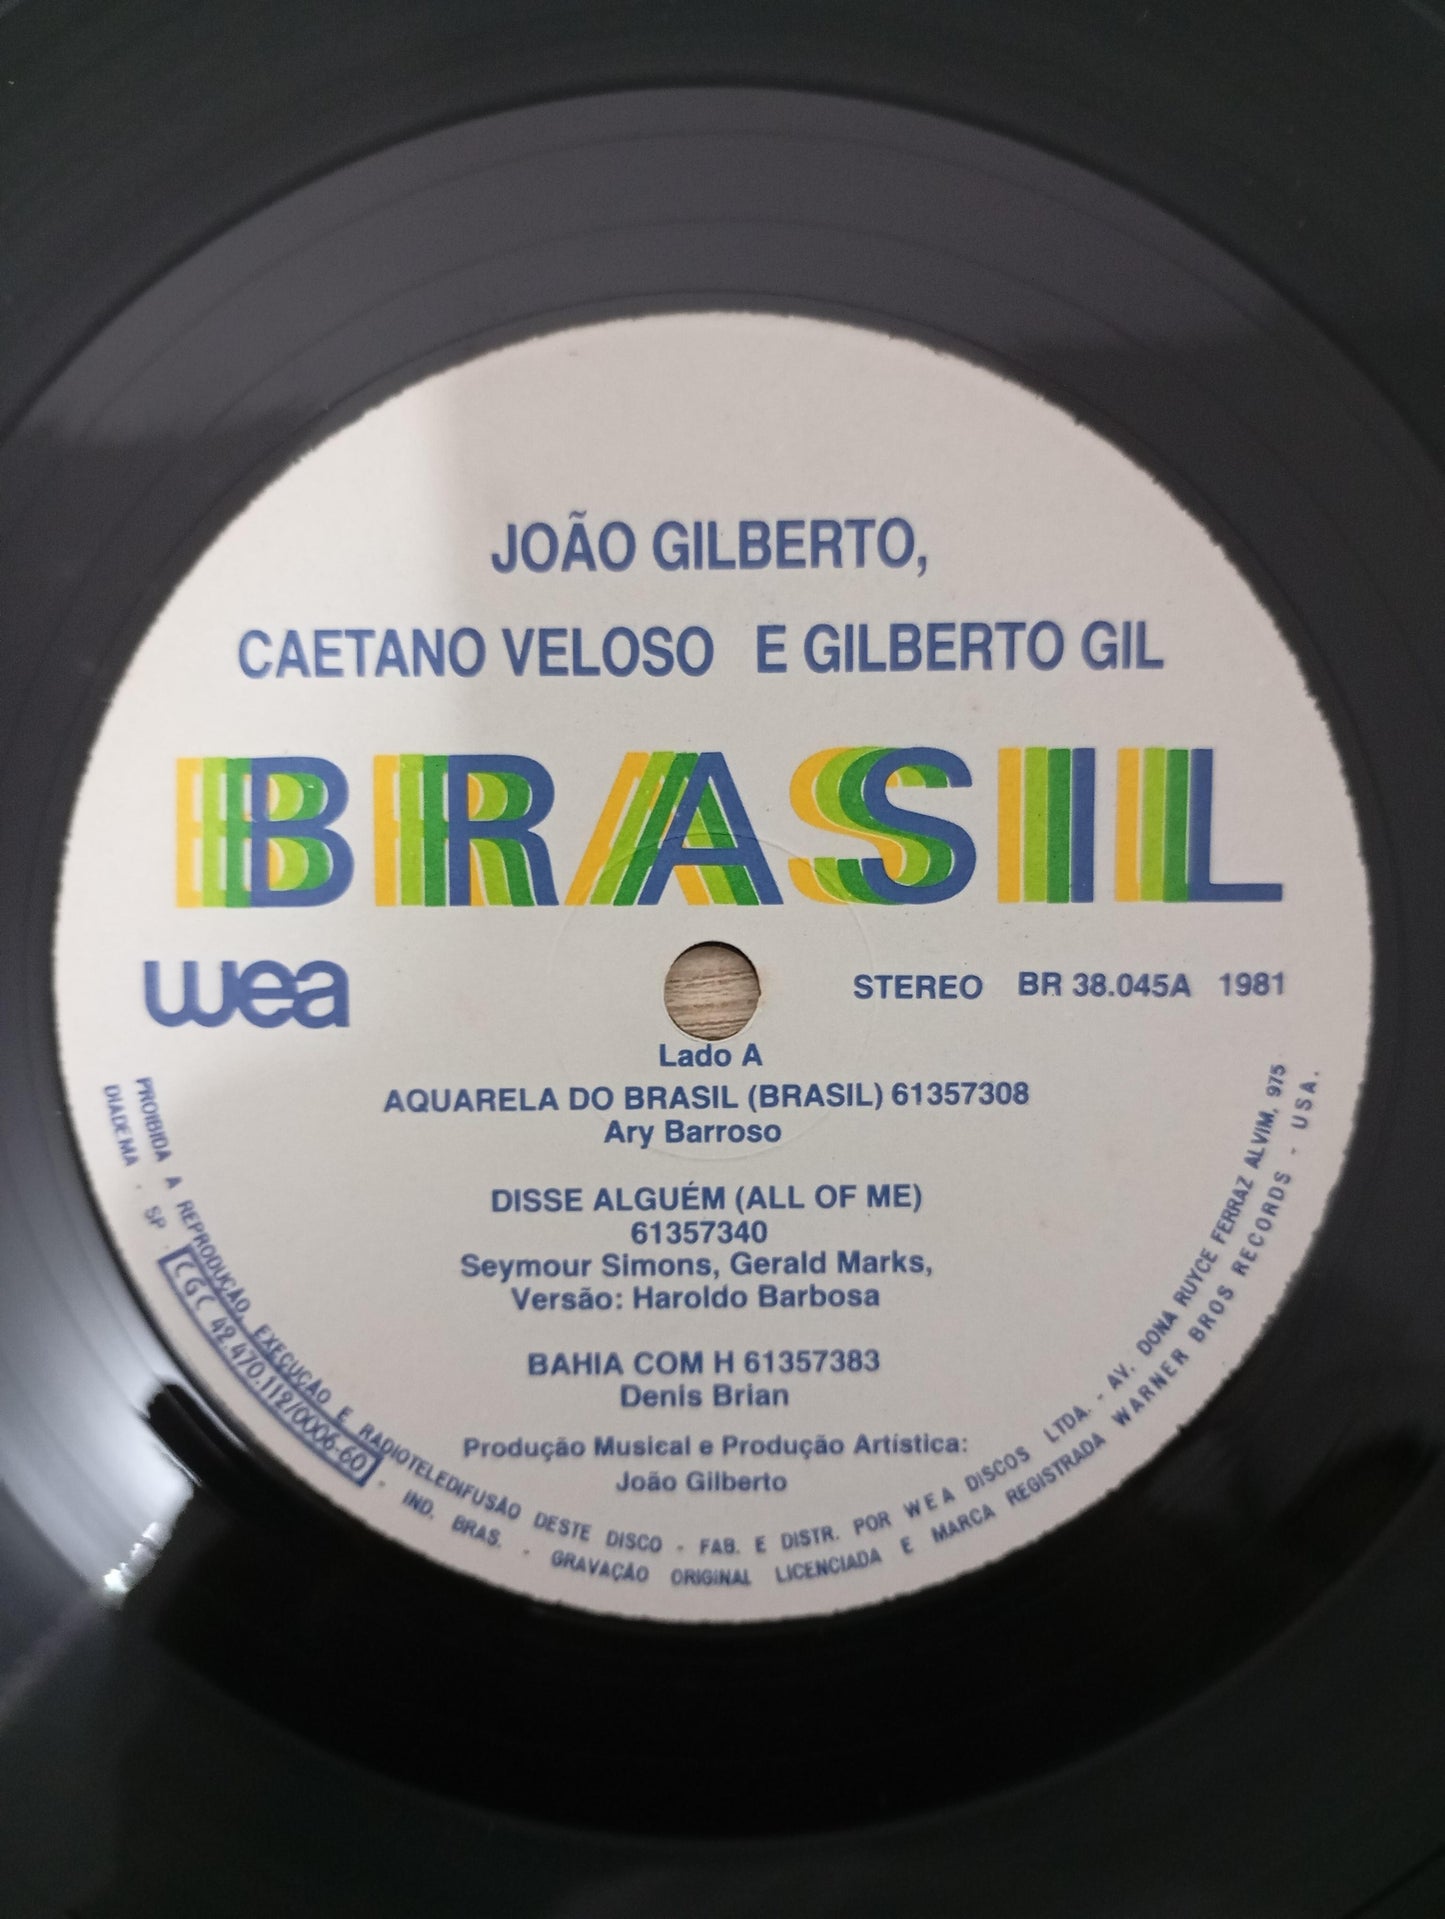 JOÃO GILBERTO,
CAETANO VELOSO E GILBERTO GIL
BRASIL
wea
STEREO BR 38.045A 1981
Lado A
AQUARELA DO BRASIL (BRASIL) 61357308
Ary Barroso
DISSE ALGUÉM (ALL OF ME)
61357340
Seymour Simons, Gerald Marks,
Versão: Haroldo Barbosa
BAHIA COM H 61357383
Denis Brian
Produção Musical e Produção Artística:
João Gilberto
PROIBIDA A REPRODUÇÃO, EXECUÇÃO E RADIOTELEDIFUSÃO DESTE DISCO - FAB. E DISTR. POR WEA DISCOS LTDA. - AV. DONA RUYCE FERRAZ ALVIM, 975
DIADEMA - SP - CGC 42.470.112/0006-60 - IND. BRAS. - GRAVAÇÃO ORIGINAL LICENCIADA E MARCA REGISTRADA WARNER BROS RECORDS - USA.